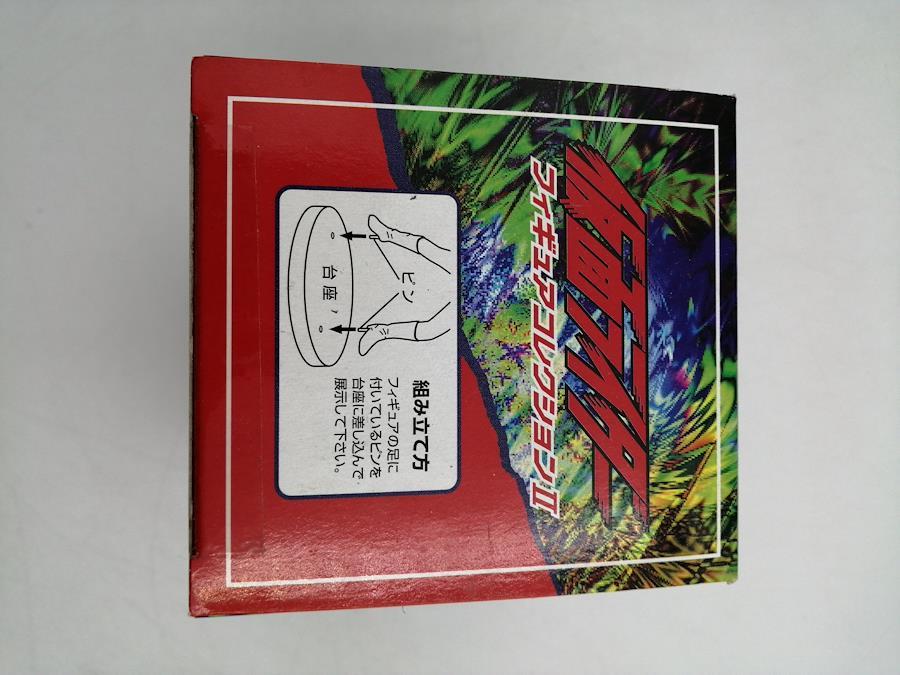 仮面ライダー
フィギュアコレクションⅡ
ピン
台座
組み立て方
フィギュアの足に
付いているピンを
台座に差し込んで
展示して下さい。